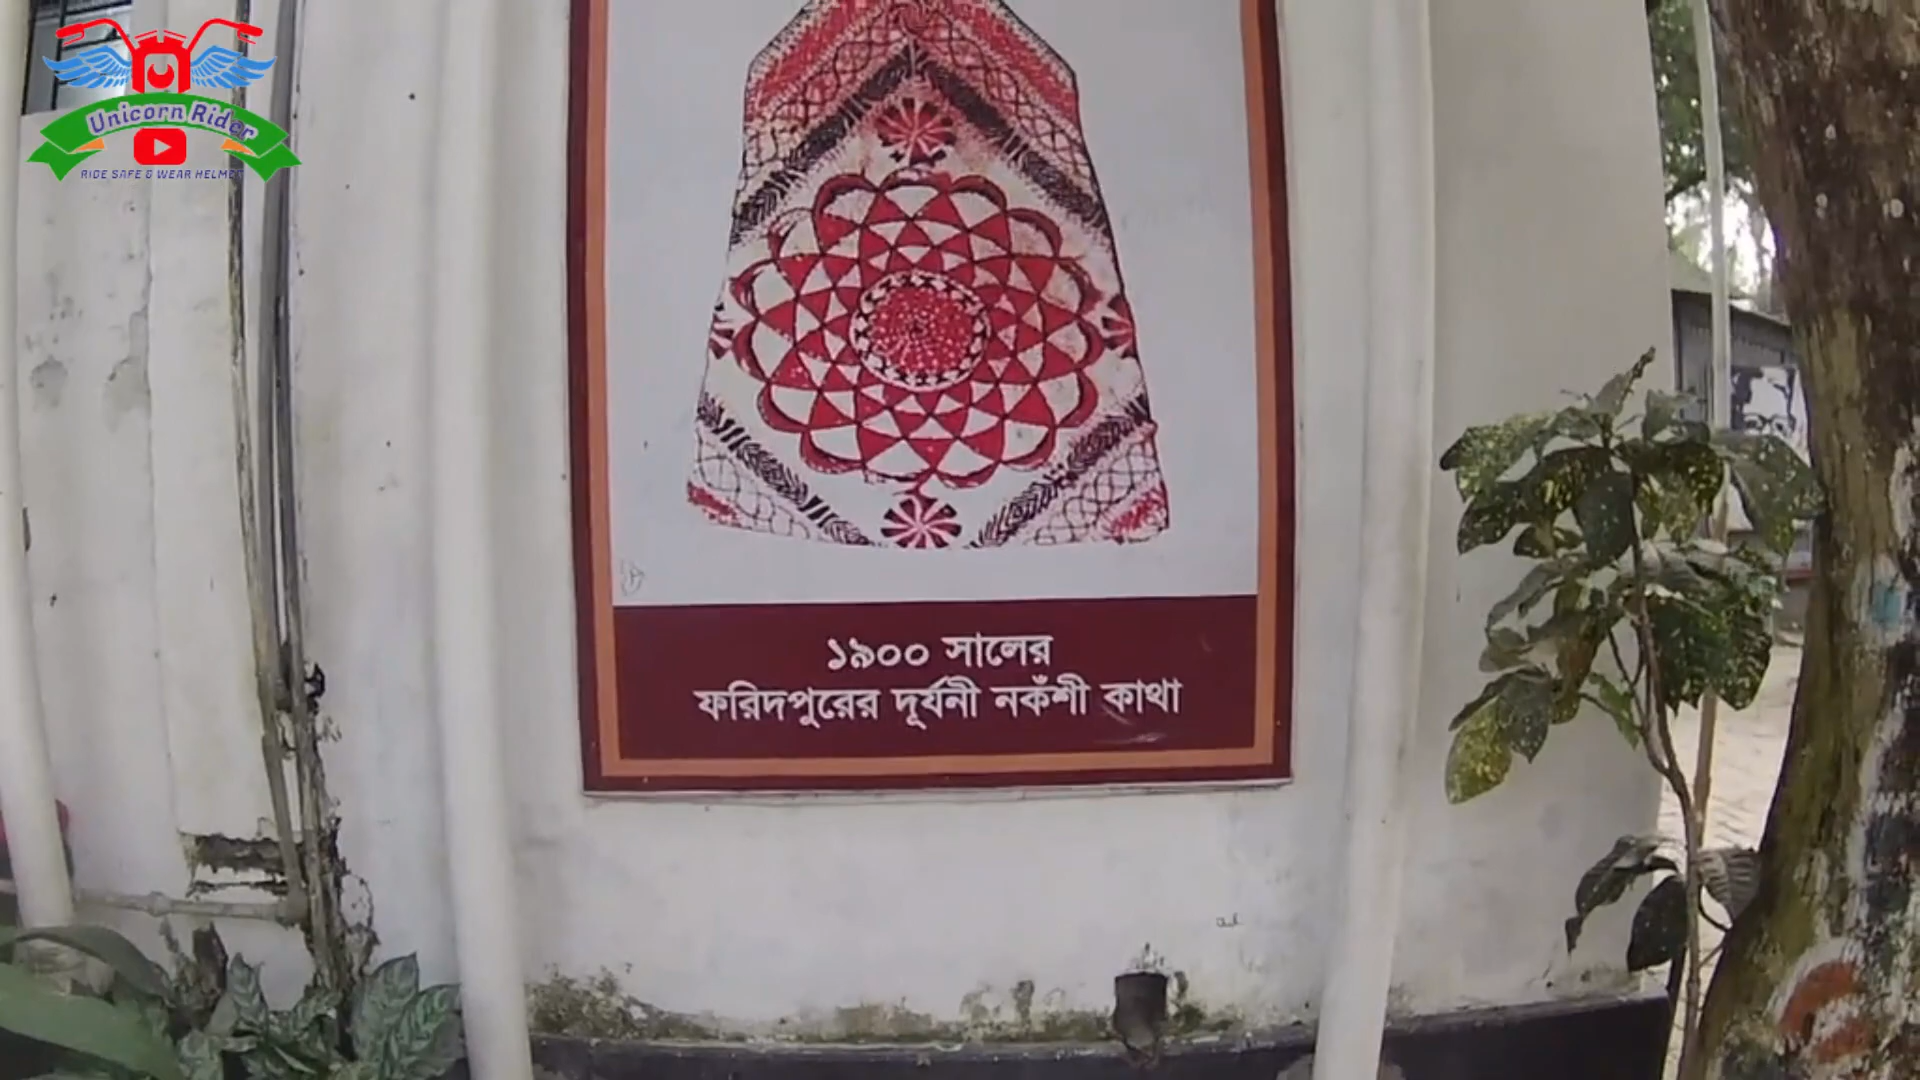 Unicorn Rider
RIDE SAFE & WEAR HELMET
১৯০০ সালের
ফরিদপুরের দূর্যনী নকঁশী কাথা